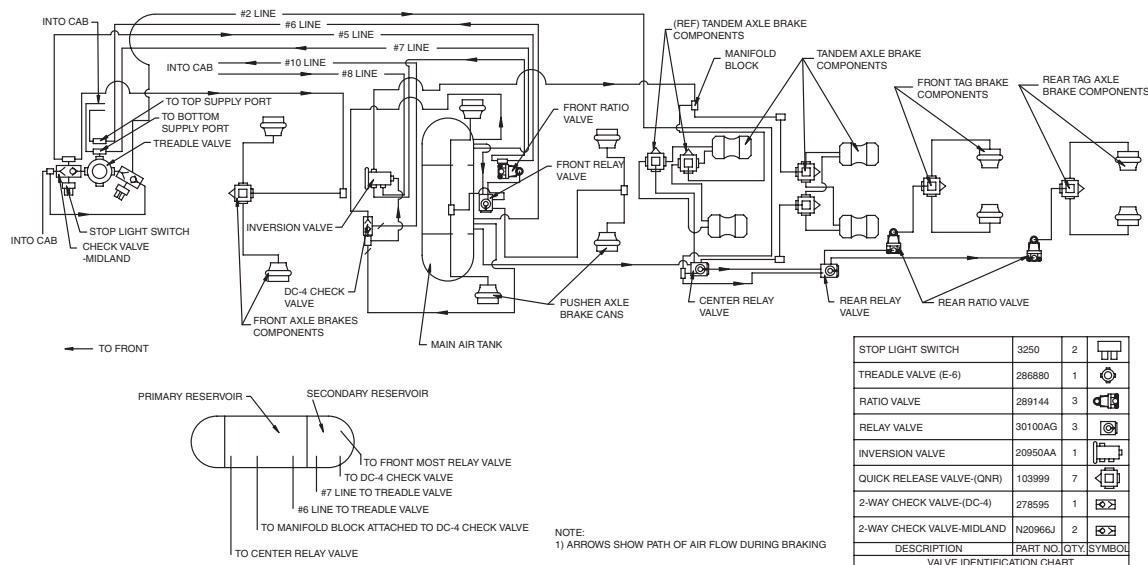 INTO CAB
#2 LINE
#6 LINE
#5 LINE
#7 LINE
#10 LINE
INTO CAB
#8 LINE
(REF) TANDEM AXLE BRAKE
COMPONENTS
MANIFOLD
BLOCK
TANDEM AXLE BRAKE
COMPONENTS
FRONT TAG BRAKE
COMPONENTS
REAR TAG AXLE
BRAKE COMPONENTS
TO TOP SUPPLY PORT
TO BOTTOM
SUPPLY PORT
TREADLE VALVE
FRONT RATIO
VALVE
FRONT RELAY
VALVE
INTO CAB
STOP LIGHT SWITCH
CHECK VALVE
-MIDLAND
INVERSION VALVE
DC-4 CHECK
VALVE
FRONT AXLE BRAKES
COMPONENTS
PUSHER AXLE
BRAKE CANS
CENTER RELAY
VALVE
REAR RELAY
VALVE
REAR RATIO VALVE
TO FRONT
MAIN AIR TANK
PRIMARY RESERVOIR
SECONDARY RESERVOIR
TO FRONT MOST RELAY VALVE
TO DC-4 CHECK VALVE
#7 LINE TO TREADLE VALVE
#6 LINE TO TREADLE VALVE
TO MANIFOLD BLOCK ATTACHED TO DC-4 CHECK VALVE
TO CENTER RELAY VALVE
NOTE:
1) ARROWS SHOW PATH OF AIR FLOW DURING BRAKING
STOP LIGHT SWITCH 3250 2
TREADLE VALVE (E-6) 286880 1
RATIO VALVE 289144 3
RELAY VALVE 30100AG 3
INVERSION VALVE 20950AA 1
QUICK RELEASE VALVE-(QNR) 103999 7
2-WAY CHECK VALVE-(DC-4) 278595 1
2-WAY CHECK VALVE-MIDLAND N20966J 2
DESCRIPTION PART NO. QTY. SYMBOL
VALVE IDENTIFICATION CHART